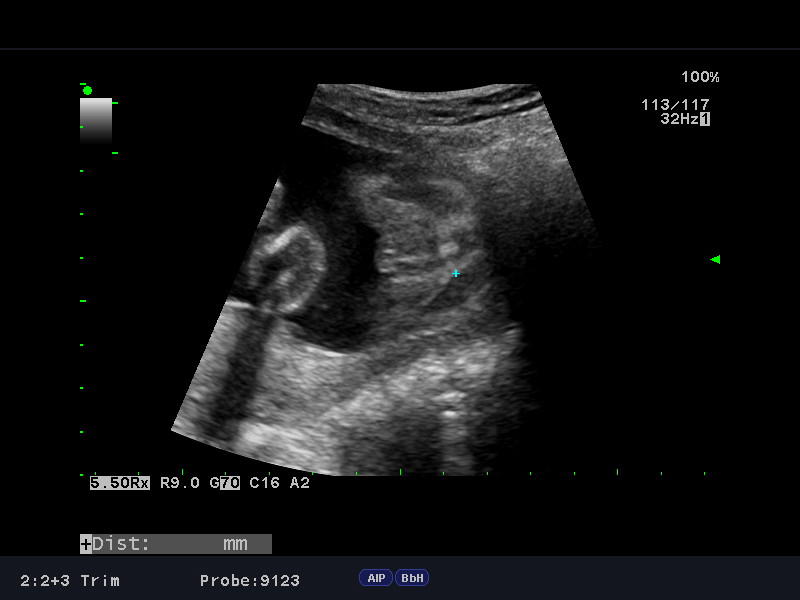 100%
113/117
32Hz1
5.50Rx R9.0 G70 C16 A2
+Dist: mm
2:2+3 Trim Probe:9123 AIP BbH